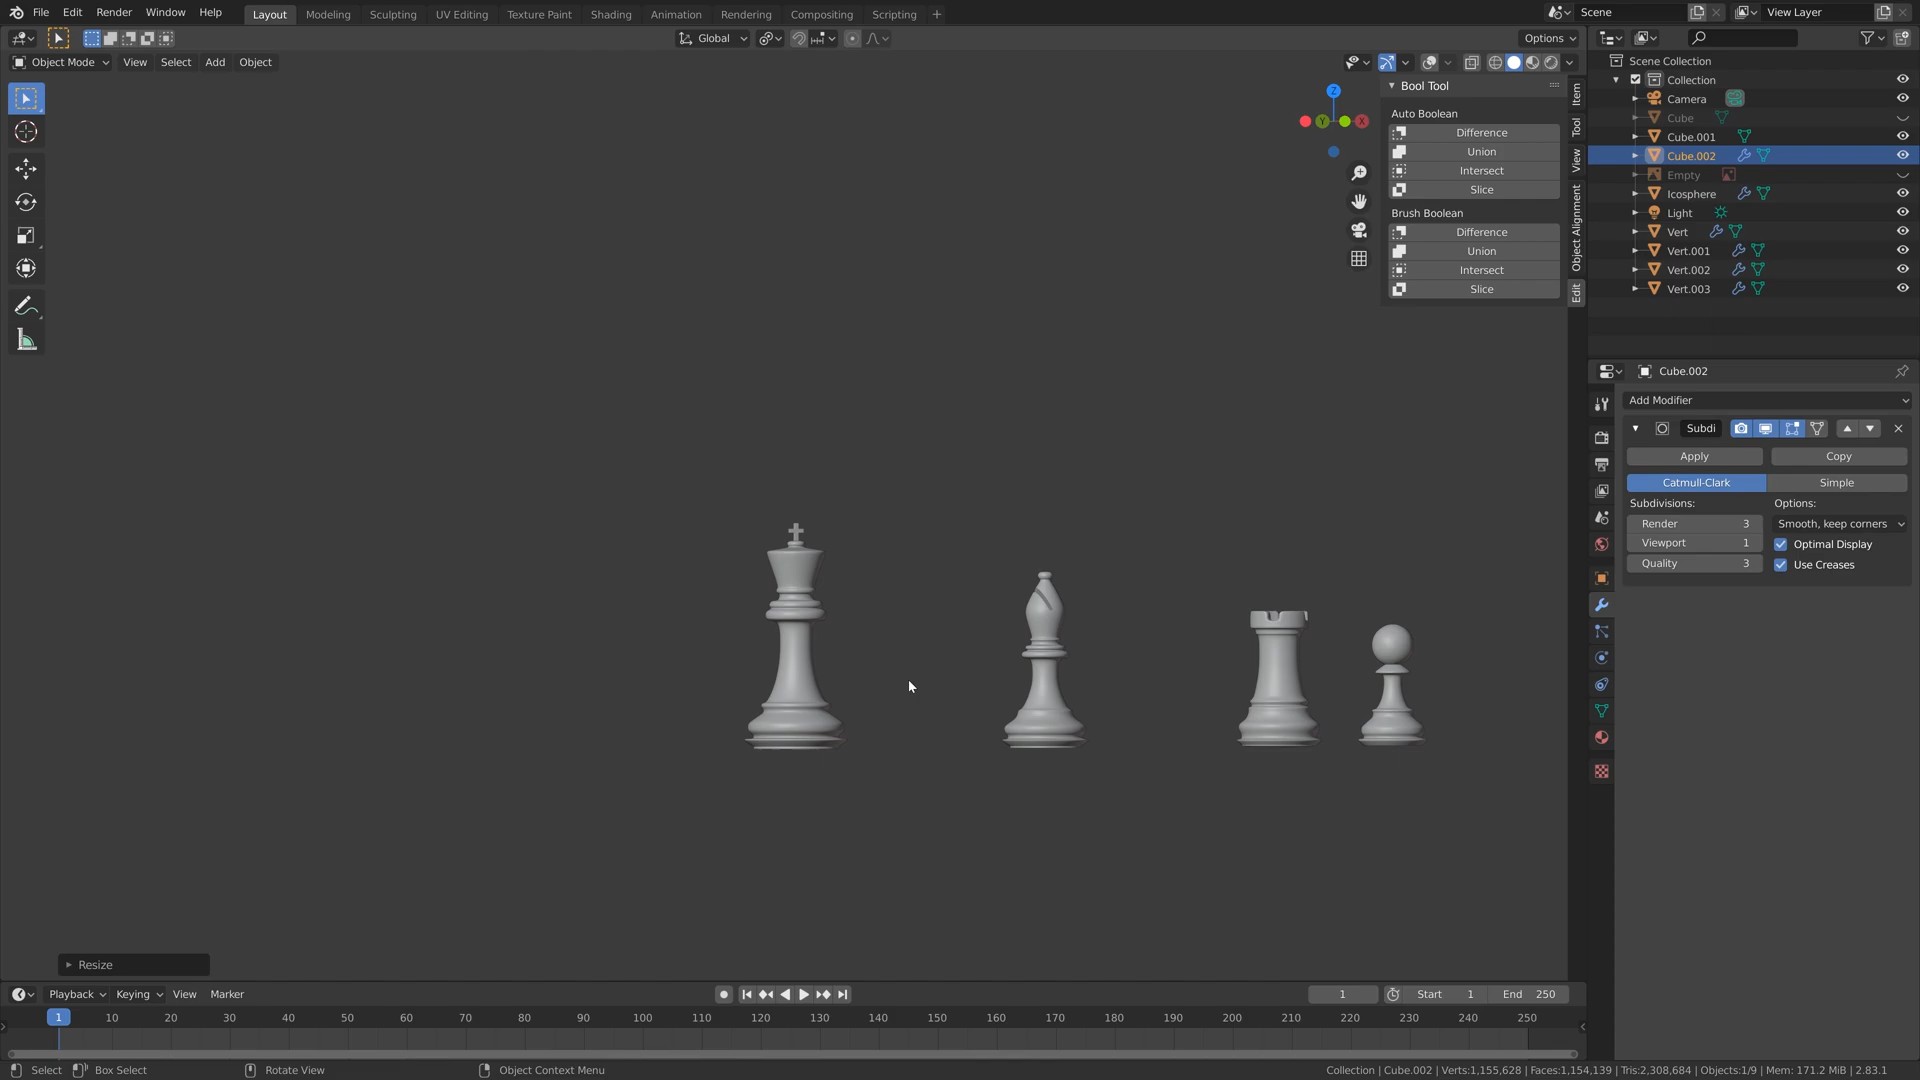 File Edit Render Window Help Layout Modeling Sculpting UV Editing Texture Paint Shading Animation Rendering Compositing Scripting + Scene View Layer
Global Options
Object Mode View Select Add Object
Z
Y
X
Bool Tool
Auto Boolean
Difference
Union
Intersect
Slice
Brush Boolean
Difference
Union
Intersect
Slice
Item
Tool
View
Object Alignment
Edit
Scene Collection
Collection
Camera
Cube
Cube.001
Cube.002
Empty
Icosphere
Light
Vert
Vert.001
Vert.002
Vert.003
Cube.002
Add Modifier
Subdi
Apply Copy
Catmull-Clark Simple
Subdivisions: Options:
Render 3 Smooth, keep corners
Viewport 1 Optimal Display
Quality 3 Use Creases
Resize
Playback Keying View Marker 1 Start 1 End 250
1 10 20 30 40 50 60 70 80 90 100 110 120 130 140 150 160 170 180 190 200 210 220 230 240 250
Select Box Select Rotate View Object Context Menu Collection | Cube.002 | Verts:1,155,628 | Faces:1,154,139 | Tris:2,308,684 | Objects:1/9 | Mem: 171.2 MiB | 2.83.1